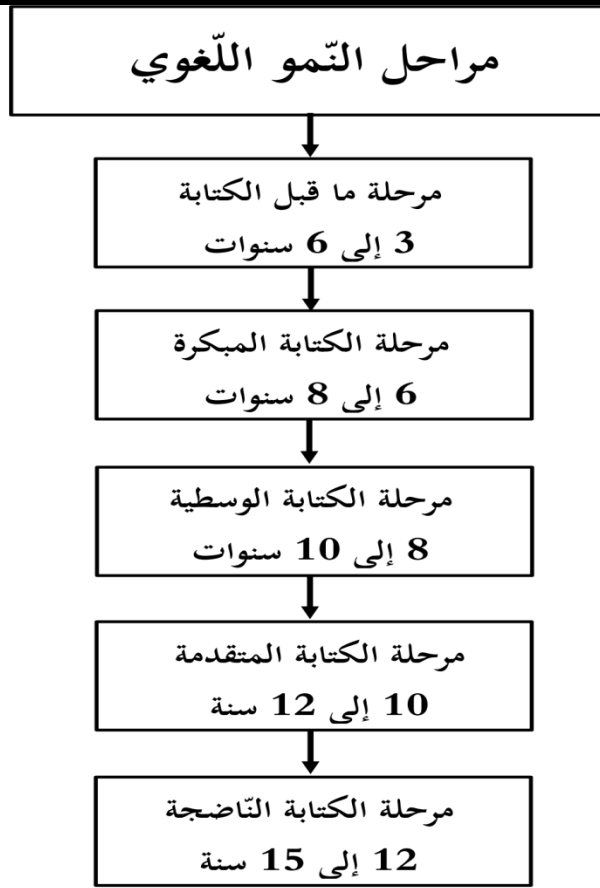 مراحل النّمو اللّغوي
مرحلة ما قبل الكتابة
3 إلى 6 سنوات
مرحلة الكتابة المبكرة
6 إلى 8 سنوات
مرحلة الكتابة الوسطية
8 إلى 10 سنوات
مرحلة الكتابة المتقدمة
10 إلى 12 سنة
مرحلة الكتابة النّاضجة
12 إلى 15 سنة